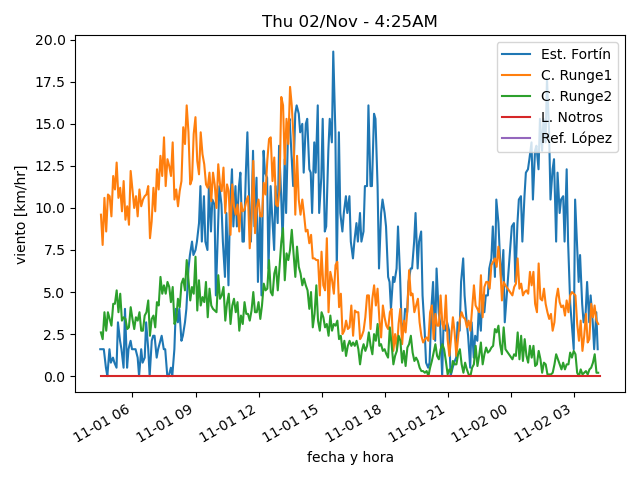 Thu 02/Nov - 4:25AM
viento [km/hr]
20.0
17.5
15.0
12.5
10.0
7.5
5.0
2.5
0.0
Est. Fortín
C. Runge1
C. Runge2
L. Notros
Ref. López
11-01 06
11-01 09
11-01 12
11-01 15
11-01 18
11-01 21
11-02 00
11-02 03
fecha y hora